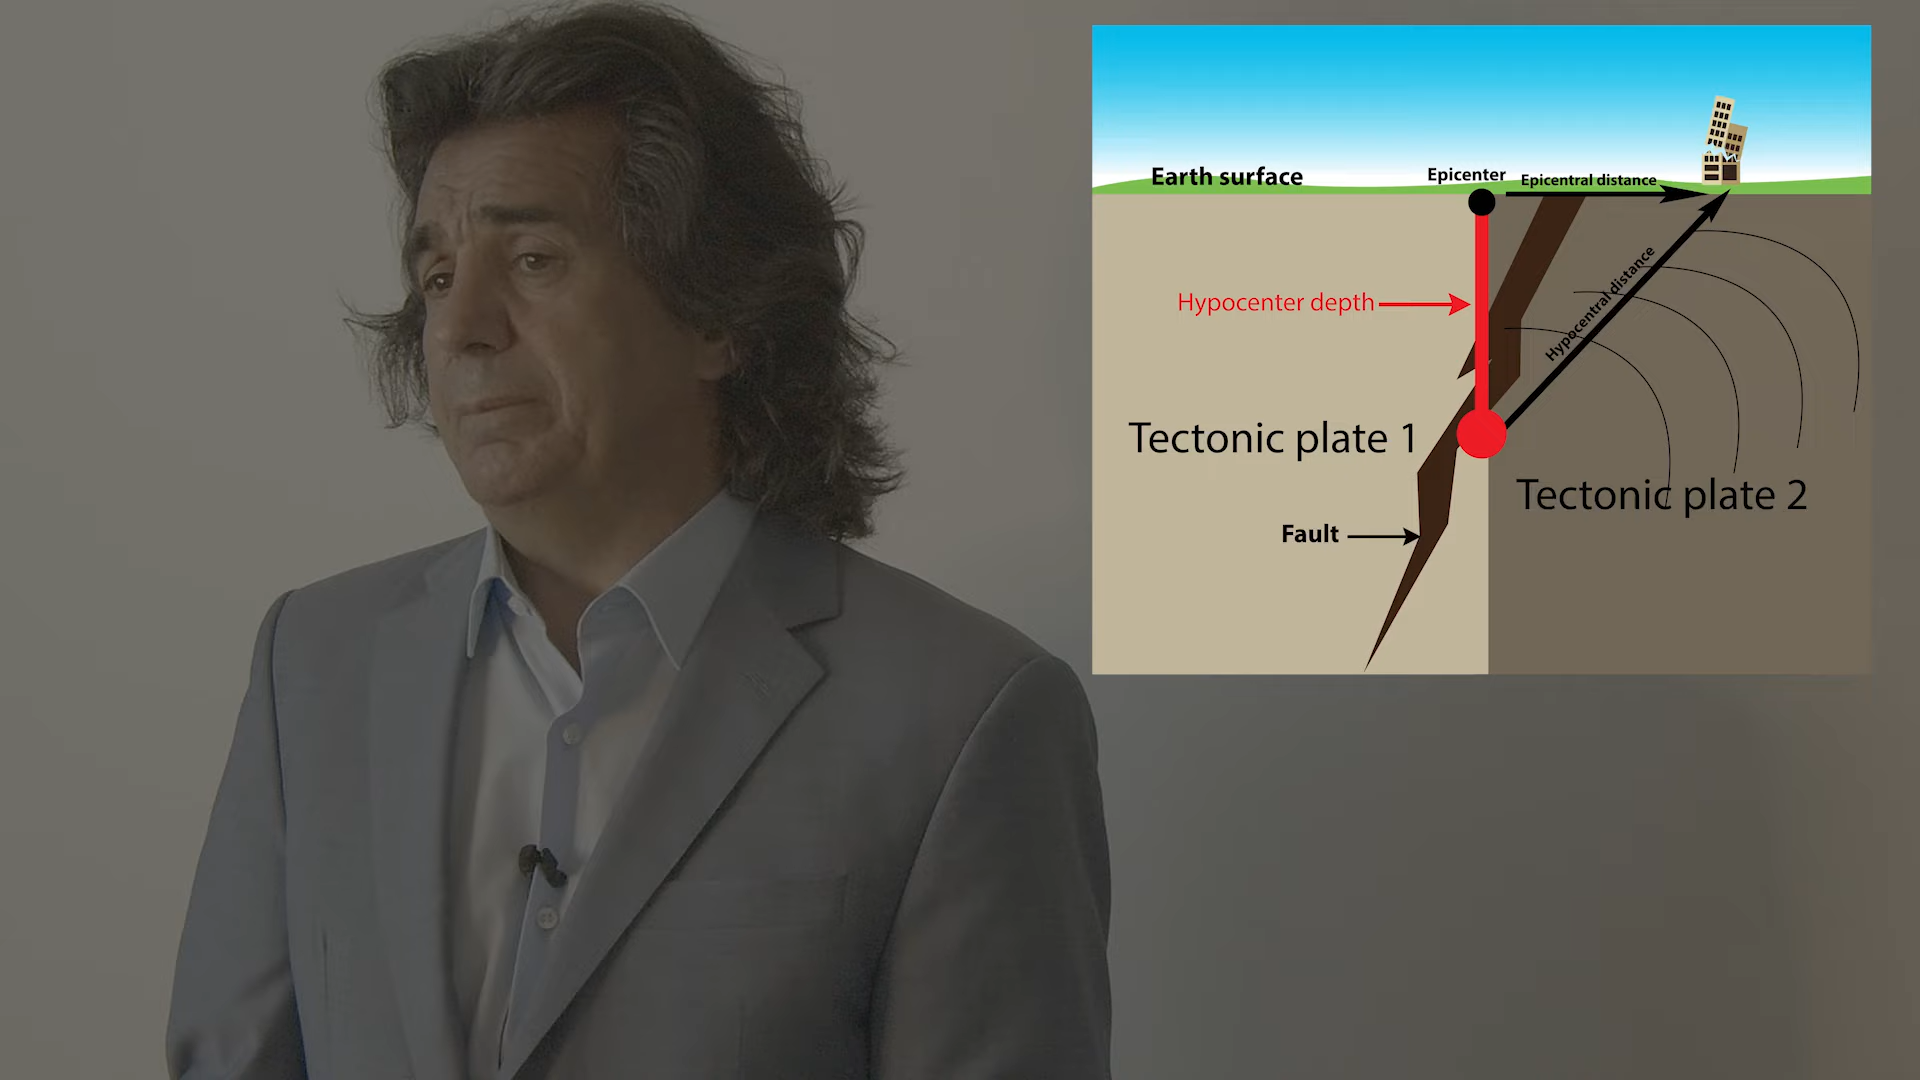 Earth surface
Epicenter
Epicentral distance
Hypocenter depth
Hypocentral distance
Tectonic plate 1
Tectonic plate 2
Fault